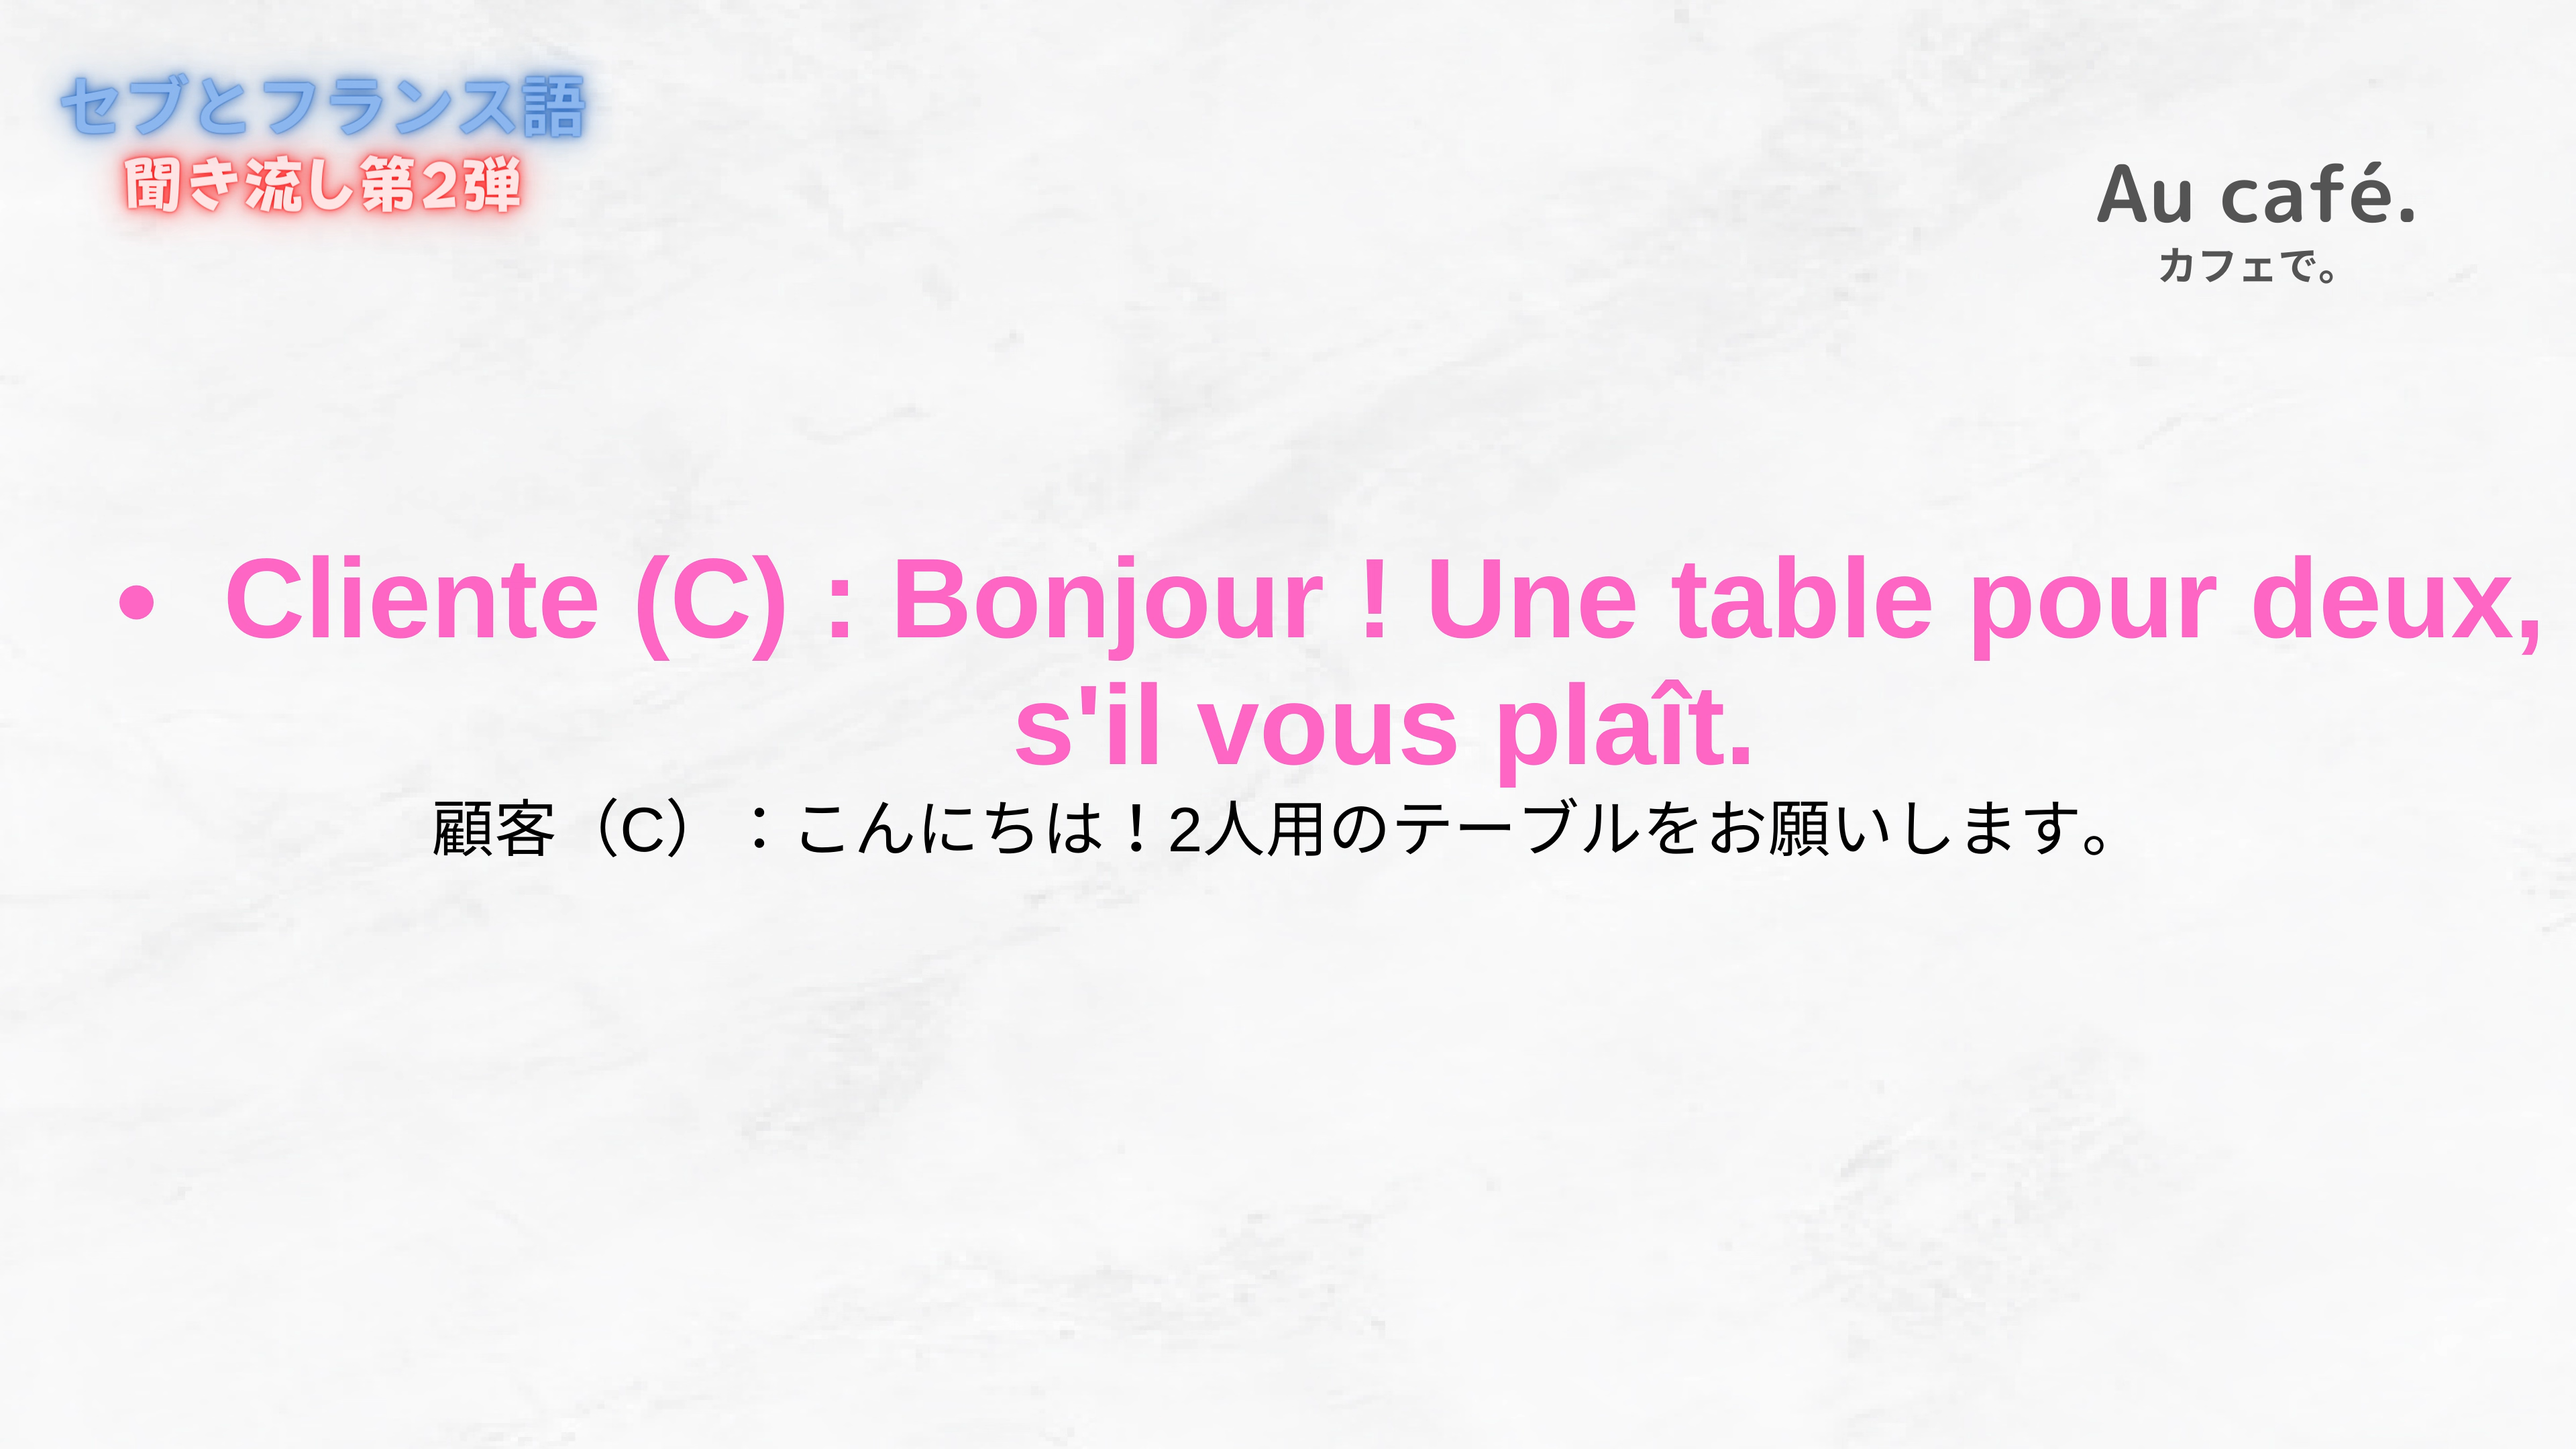 セブとフランス語
聞き流し第2弾
Au café.
カフェで。
• Cliente (C) : Bonjour ! Une table pour deux,
s'il vous plaît.
顧客（C）：こんにちは！2人用のテーブルをお願いします。